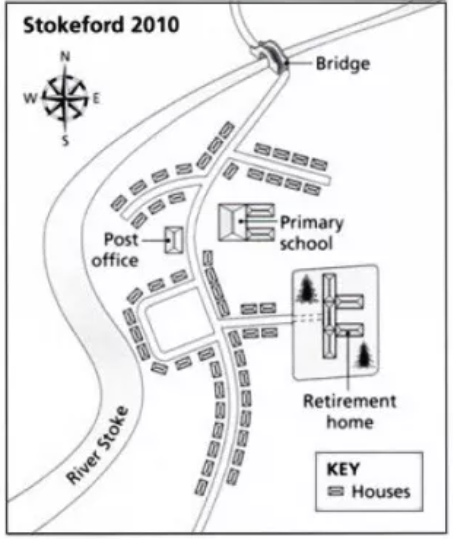 Stokeford 2010
N
W E
S
Bridge
Primary
school
Post
office
Retirement
home
River Stoke
KEY
Houses